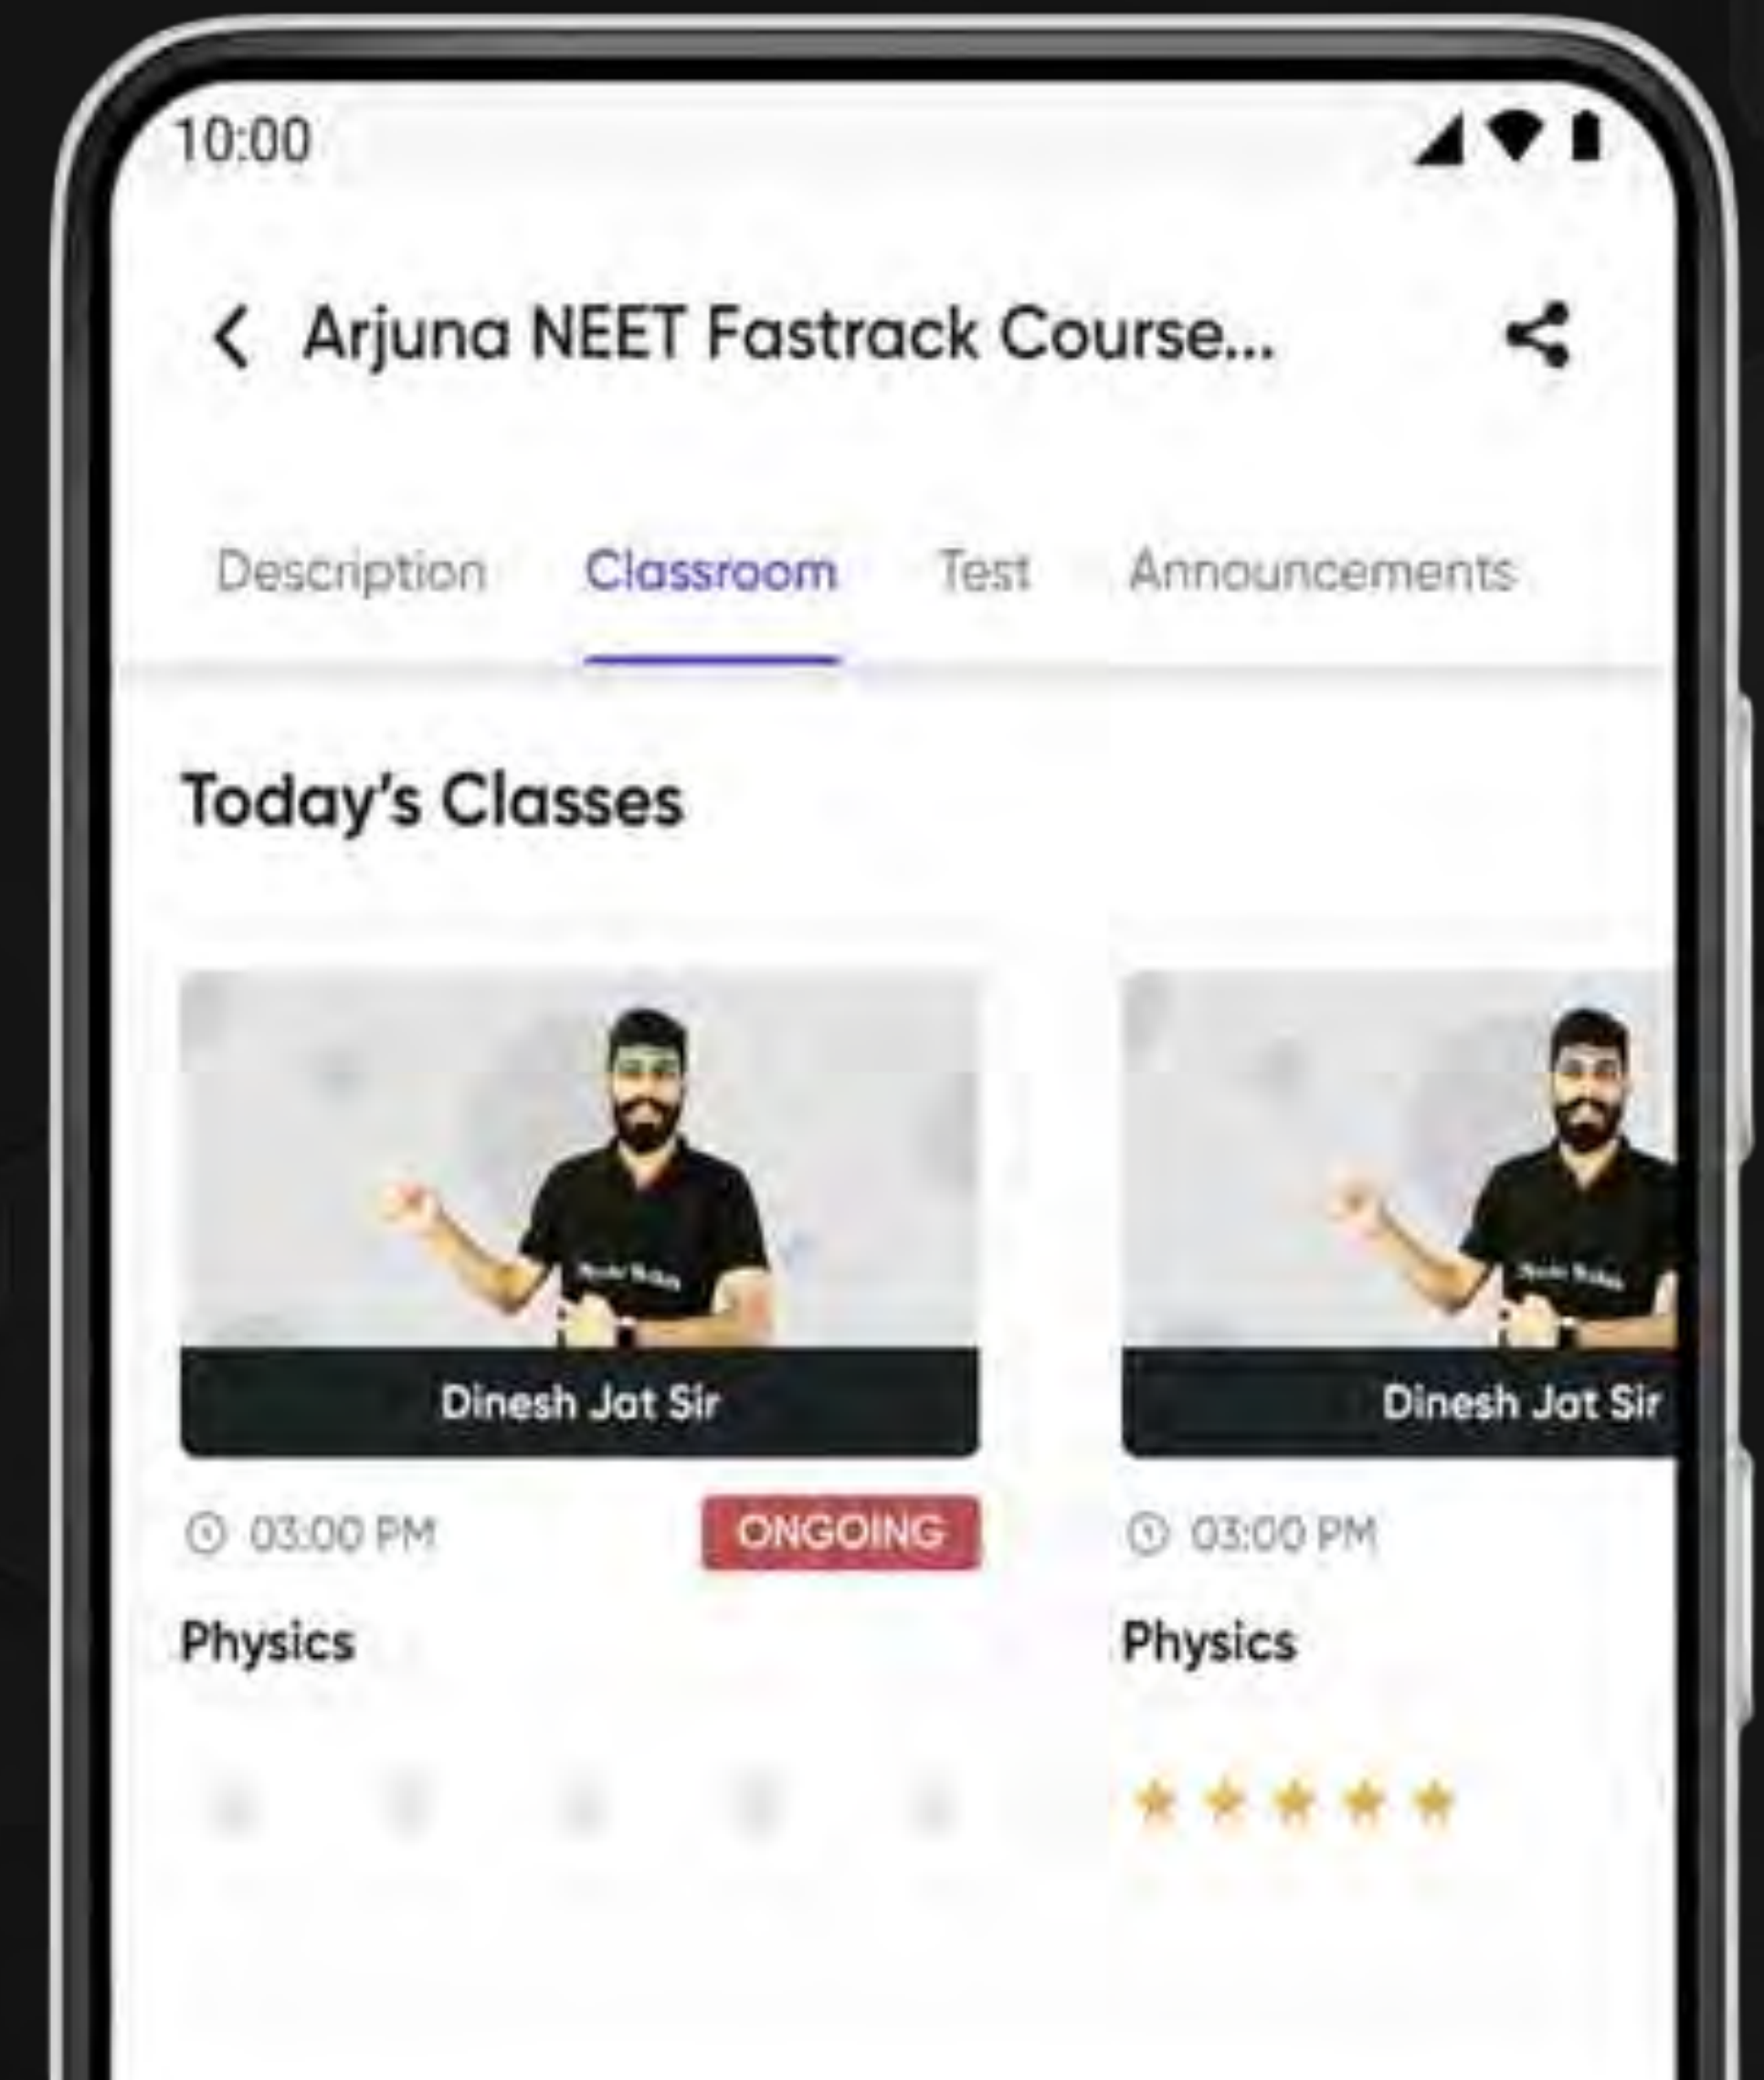 10:00
Arjuna NEET Fastrack Course...
Description Classroom Test Announcements
Today's Classes
Dinesh Jat Sir
03:00 PM ONGOING
Physics
Dinesh Jat Sir
03:00 PM
Physics